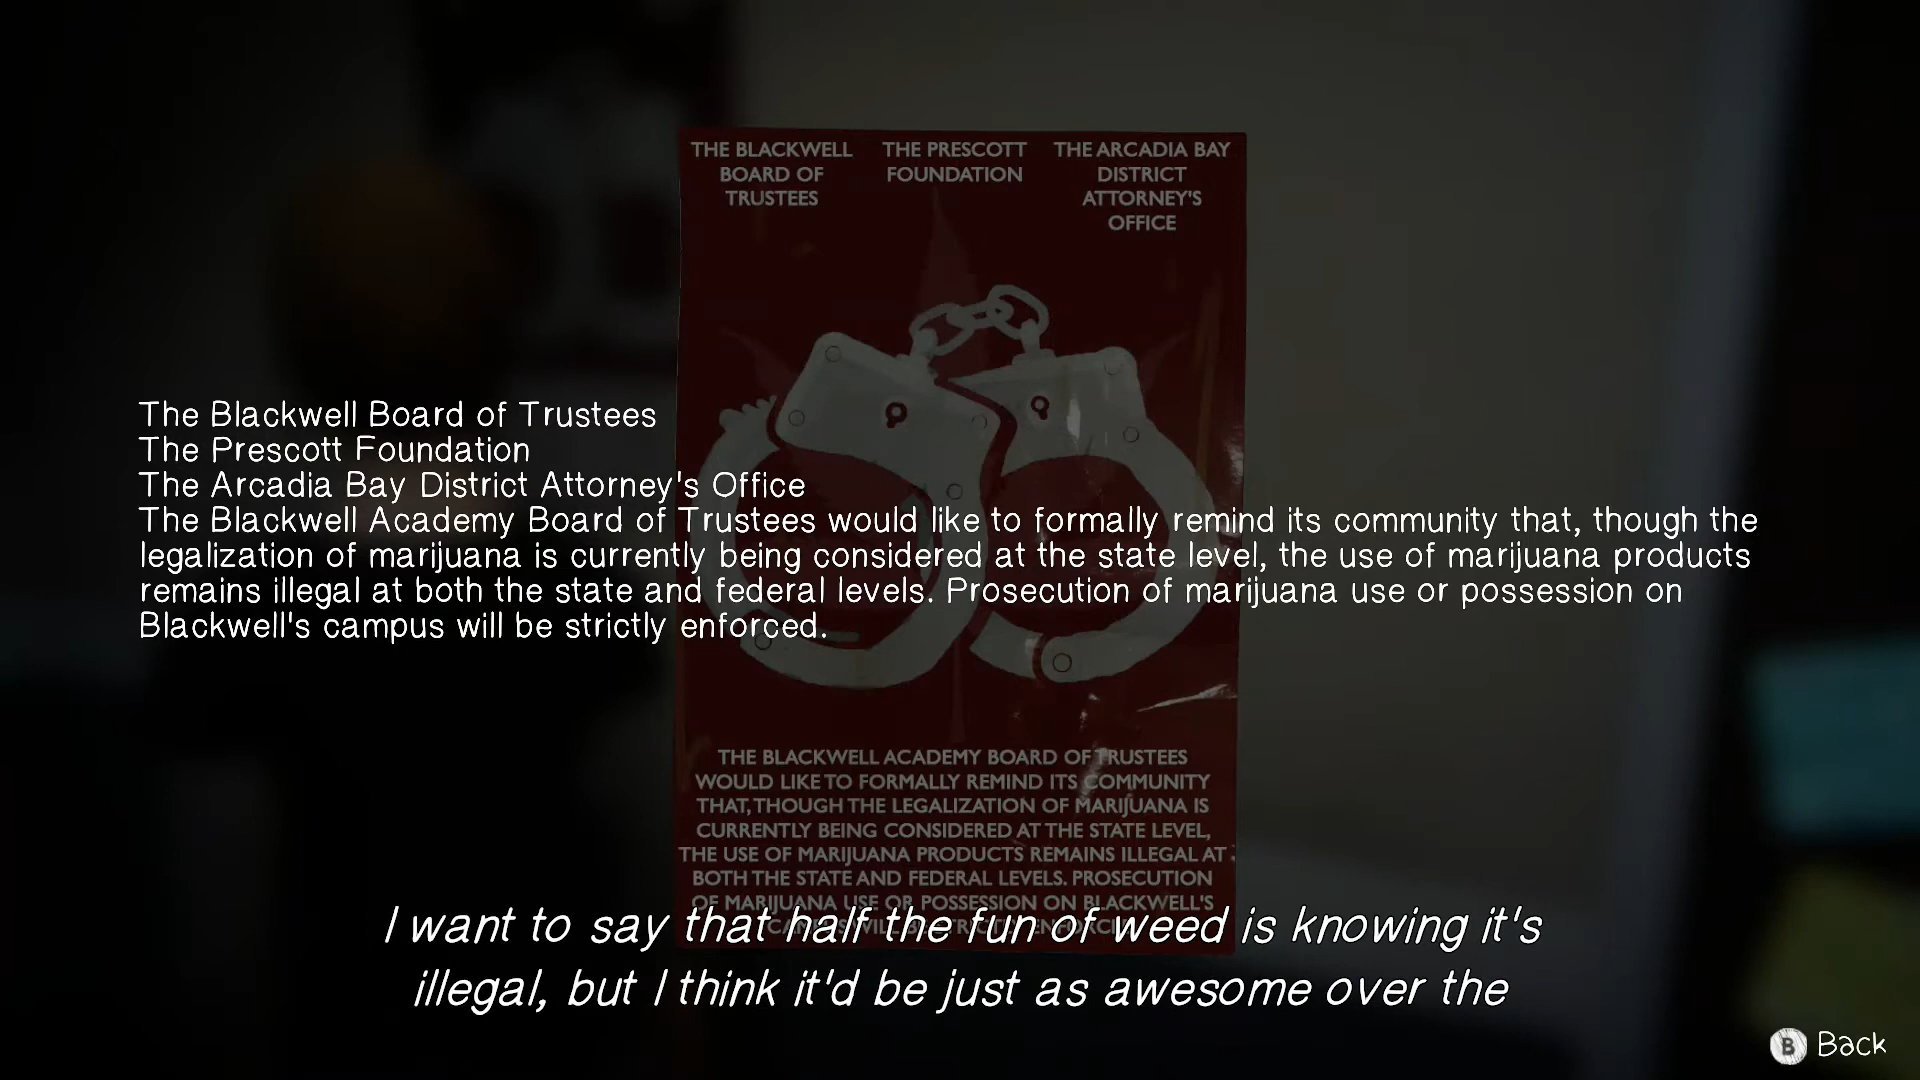 THE BLACKWELL
BOARD OF
TRUSTEES
THE PRESCOTT
FOUNDATION
THE ARCADIA BAY
DISTRICT
ATTORNEY'S
OFFICE
The Blackwell Board of Trustees
The Prescott Foundation
The Arcadia Bay District Attorney's Office
The Blackwell Academy Board of Trustees would like to formally remind its community that, though the
legalization of marijuana is currently being considered at the state level, the use of marijuana products
remains illegal at both the state and federal levels. Prosecution of marijuana use or possession on
Blackwell's campus will be strictly enforced.
THE BLACKWELL ACADEMY BOARD OF TRUSTEES
WOULD LIKE TO FORMALLY REMIND ITS COMMUNITY
THAT, THOUGH THE LEGALIZATION OF MARIJUANA IS
CURRENTLY BEING CONSIDERED AT THE STATE LEVEL,
THE USE OF MARIJUANA PRODUCTS REMAINS ILLEGAL AT
BOTH THE STATE AND FEDERAL LEVELS. PROSECUTION
OF MARIJUANA USE OR POSSESSION ON BLACKWELL'S
I want to say that half the fun of weed is knowing it's
illegal, but I think it'd be just as awesome over the
B Back